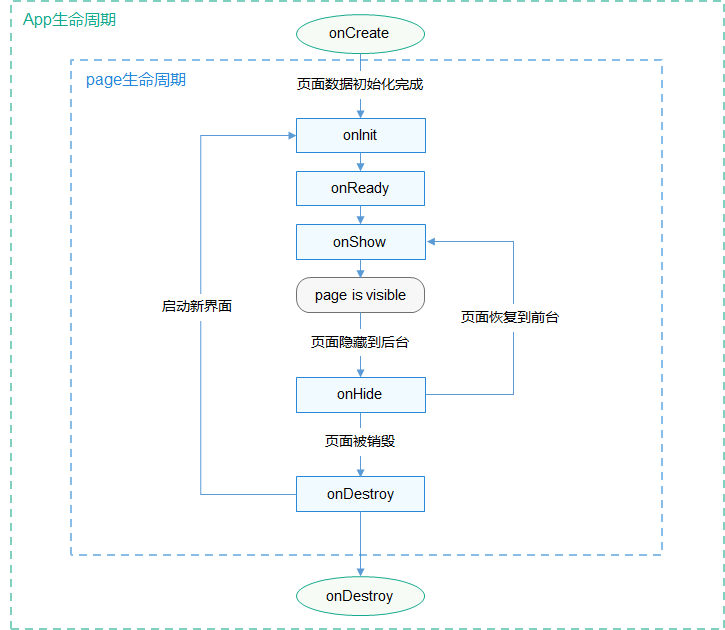 App生命周期
onCreate
page生命周期
页面数据初始化完成
onInit
onReady
onShow
page is visible
启动新界面
页面恢复到前台
页面隐藏到后台
onHide
页面被销毁
onDestroy
onDestroy